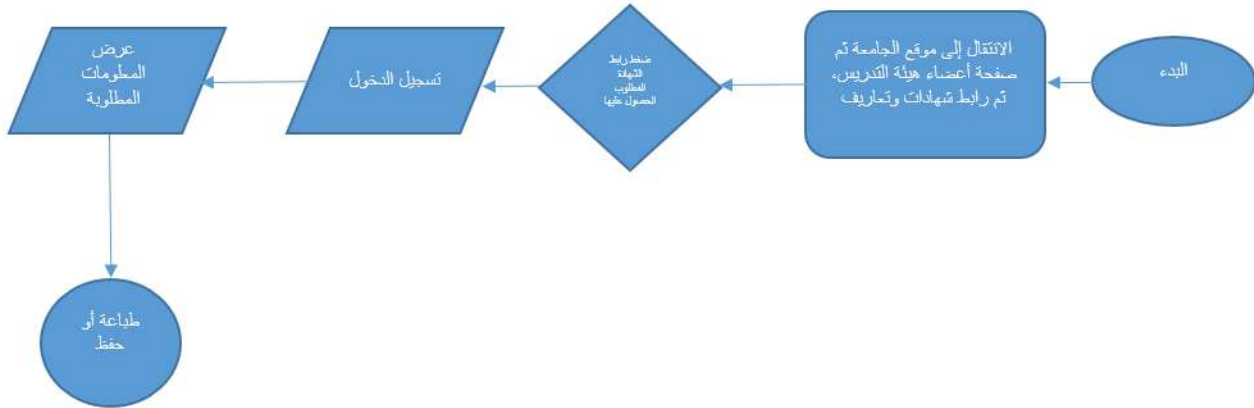 البدء
الانتقال إلى موقع الجامعة ثم
صفحة أعضاء هيئة التدريس،
ثم رابط شهادات وتعاريف
ضغط رابط
الشهادة
المطلوب
الحصول عليها
تسجيل الدخول
عرض
المعلومات
المطلوبة
طباعة أو
حفظ